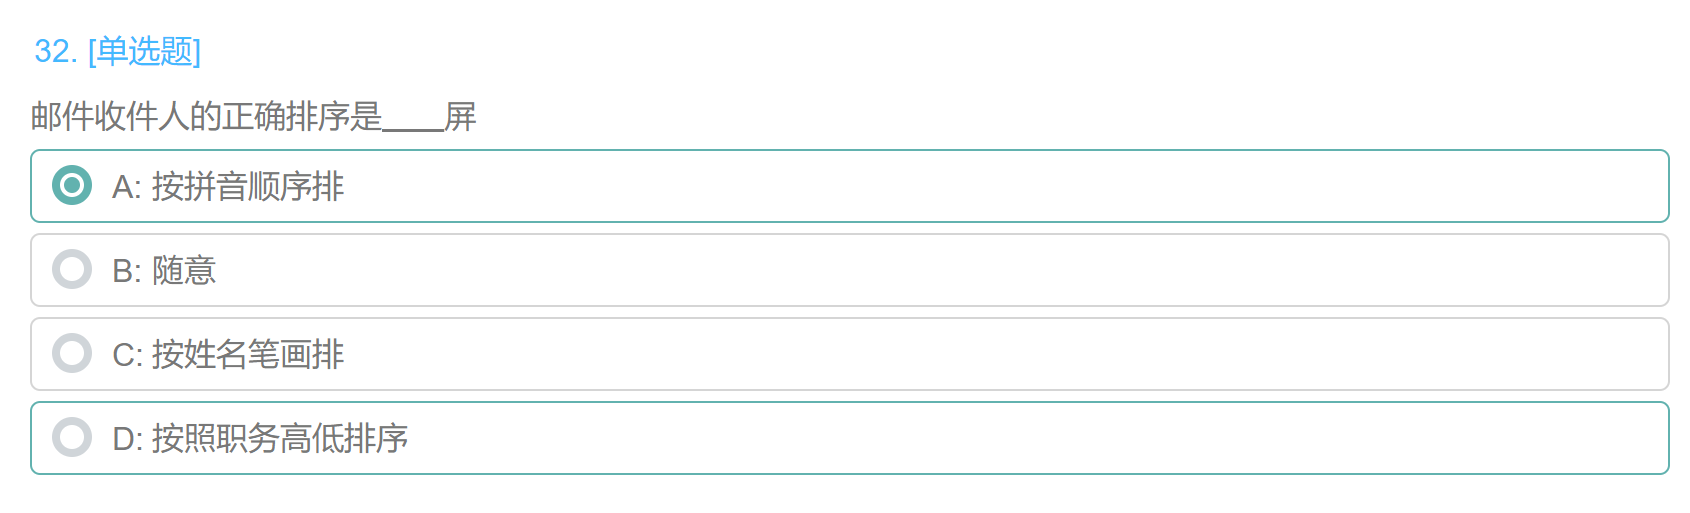 32. [单选题]
邮件收件人的正确排序是____屏
A: 按拼音顺序排
B: 随意
C: 按姓名笔画排
D: 按照职务高低排序